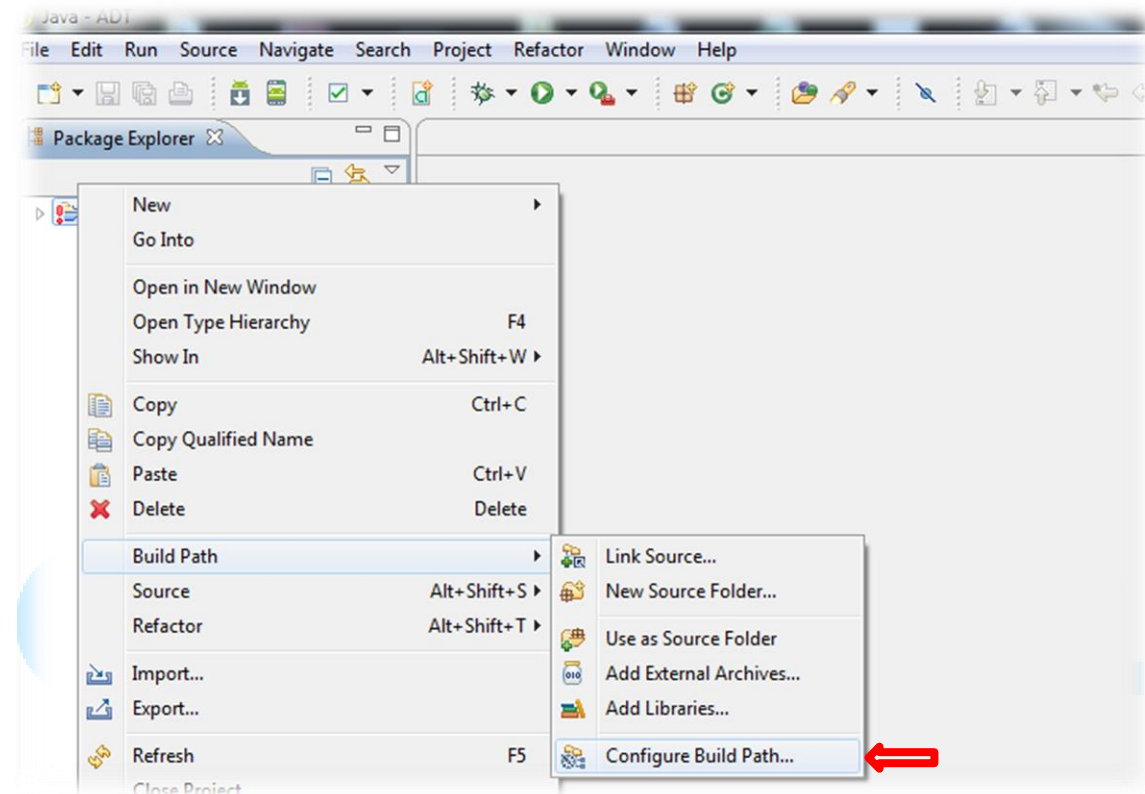 Java - ADT
File Edit Run Source Navigate Search Project Refactor Window Help
Package Explorer
New
Go Into
Open in New Window
Open Type Hierarchy F4
Show In Alt+Shift+W
Copy Ctrl+C
Copy Qualified Name
Paste Ctrl+V
Delete Delete
Build Path
Source Alt+Shift+S
Refactor Alt+Shift+T
Import...
Export...
Refresh F5
Close Project
Link Source...
New Source Folder...
Use as Source Folder
Add External Archives...
Add Libraries...
Configure Build Path...